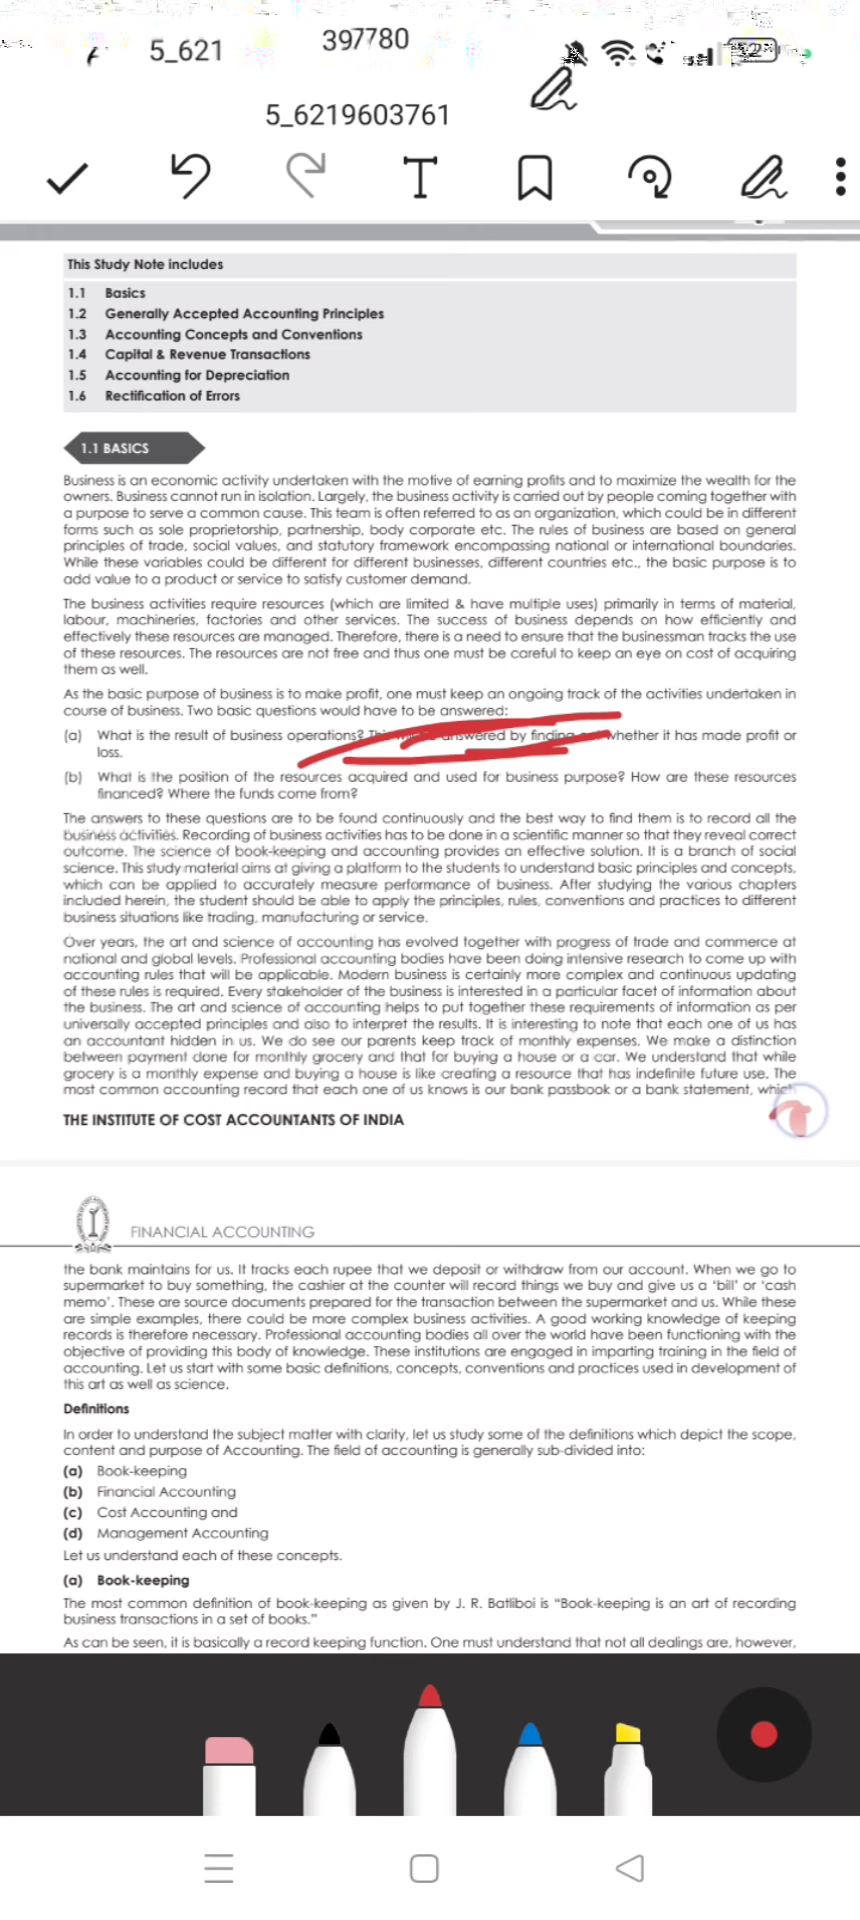 5_621
397780
5_6219603761
This Study Note includes
1.1 Basics
1.2 Generally Accepted Accounting Principles
1.3 Accounting Concepts and Conventions
1.4 Capital & Revenue Transactions
1.5 Accounting for Depreciation
1.6 Rectification of Errors
1.1 BASICS
Business is an economic activity undertaken with the motive of earning profits and to maximize the wealth for the
owners. Business cannot run in isolation. Largely, the business activity is carried out by people coming together with
a purpose to serve a common cause. This team is often referred to as an organization, which could be in different
forms such as sole proprietorship, partnership, body corporate etc. The rules of business are based on general
principles of trade, social values, and statutory framework encompassing national or international boundaries.
While these variables could be different for different businesses, different countries etc., the basic purpose is to
add value to a product or service to satisfy customer demand.
The business activities require resources (which are limited & have multiple uses) primarily in terms of material,
labour, machineries, factories and other services. The success of business depends on how efficiently and
effectively these resources are managed. Therefore, there is a need to ensure that the businessman tracks the use
of these resources. The resources are not free and thus one must be careful to keep an eye on cost of acquiring
them as well.
As the basic purpose of business is to make profit, one must keep an ongoing track of the activities undertaken in
course of business. Two basic questions would have to be answered:
(a) What is the result of business operations? answered by finding whether it has made profit or
loss.
(b) What is the position of the resources acquired and used for business purpose? How are these resources
financed? Where the funds come from?
The answers to these questions are to be found continuously and the best way to find them is to record all the
business activities. Recording of business activities has to be done in a scientific manner so that they reveal correct
outcome. The science of book-keeping and accounting provides an effective solution. It is a branch of social
science. This study material aims at giving a platform to the students to understand basic principles and concepts,
which can be applied to accurately measure performance of business. After studying the various chapters
included herein, the student should be able to apply the principles, rules, conventions and practices to different
business situations like trading, manufacturing or service.
Over years, the art and science of accounting has evolved together with progress of trade and commerce at
national and global levels. Professional accounting bodies have been doing intensive research to come up with
accounting rules that will be applicable. Modern business is certainly more complex and continuous updating
of these rules is required. Every stakeholder of the business is interested in a particular facet of information about
the business. The art and science of accounting helps to put together these requirements of information as per
universally accepted principles and also to interpret the results. It is interesting to note that each one of us has
an accountant hidden in us. We do see our parents keep track of monthly expenses. We make a distinction
between payment done for monthly grocery and that for buying a house or a car. We understand that while
grocery is a monthly expense and buying a house is like creating a resource that has indefinite future use. The
most common accounting record that each one of us knows is our bank passbook or a bank statement, which
THE INSTITUTE OF COST ACCOUNTANTS OF INDIA
FINANCIAL ACCOUNTING
the bank maintains for us. It tracks each rupee that we deposit or withdraw from our account. When we go to
supermarket to buy something, the cashier at the counter will record things we buy and give us a 'bill' or 'cash
memo'. These are source documents prepared for the transaction between the supermarket and us. While these
are simple examples, there could be more complex business activities. A good working knowledge of keeping
records is therefore necessary. Professional accounting bodies all over the world have been functioning with the
objective of providing this body of knowledge. These institutions are engaged in imparting training in the field of
accounting. Let us start with some basic definitions, concepts, conventions and practices used in development of
this art as well as science.
Definitions
In order to understand the subject matter with clarity, let us study some of the definitions which depict the scope,
content and purpose of Accounting. The field of accounting is generally sub-divided into:
(a) Book-keeping
(b) Financial Accounting
(c) Cost Accounting and
(d) Management Accounting
Let us understand each of these concepts.
(a) Book-keeping
The most common definition of book-keeping as given by J. R. Batliboi is "Book-keeping is an art of recording
business transactions in a set of books."
As can be seen, it is basically a record keeping function. One must understand that not all dealings are, however,